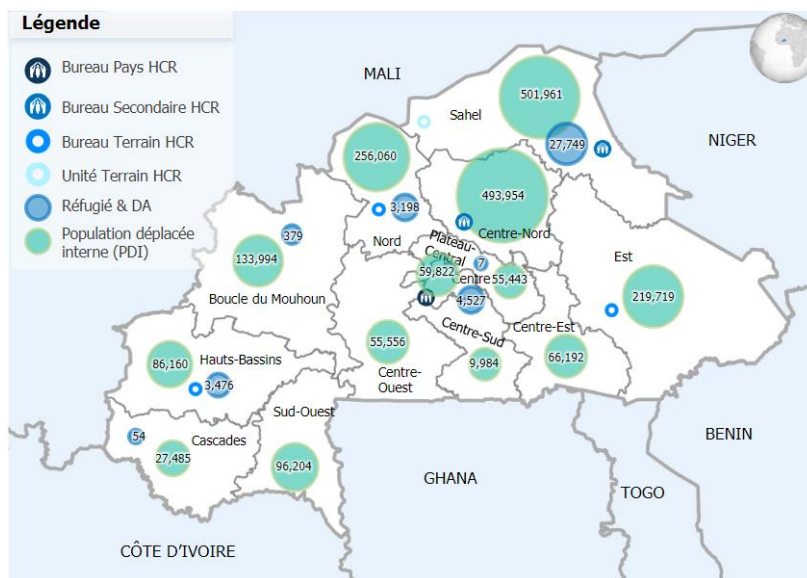 Légende
Bureau Pays HCR
Bureau Secondaire HCR
Bureau Terrain HCR
Unité Terrain HCR
Réfugié & DA
Population déplacée
interne (PDI)
MALI
NIGER
BENIN
TOGO
GHANA
CÔTE D'IVOIRE
501,961
Sahel
27,749
256,060
3,198
Nord
493,954
Centre-Nord
379
133,994
Boucle du Mouhoun
Plateau-
Central
7
59,822
Centre
55,443
4,527
Est
219,719
Centre-Est
66,192
Centre-Sud
9,984
55,556
Centre-
Ouest
86,160
Hauts-Bassins
3,476
Sud-Ouest
96,204
54
Cascades
27,485